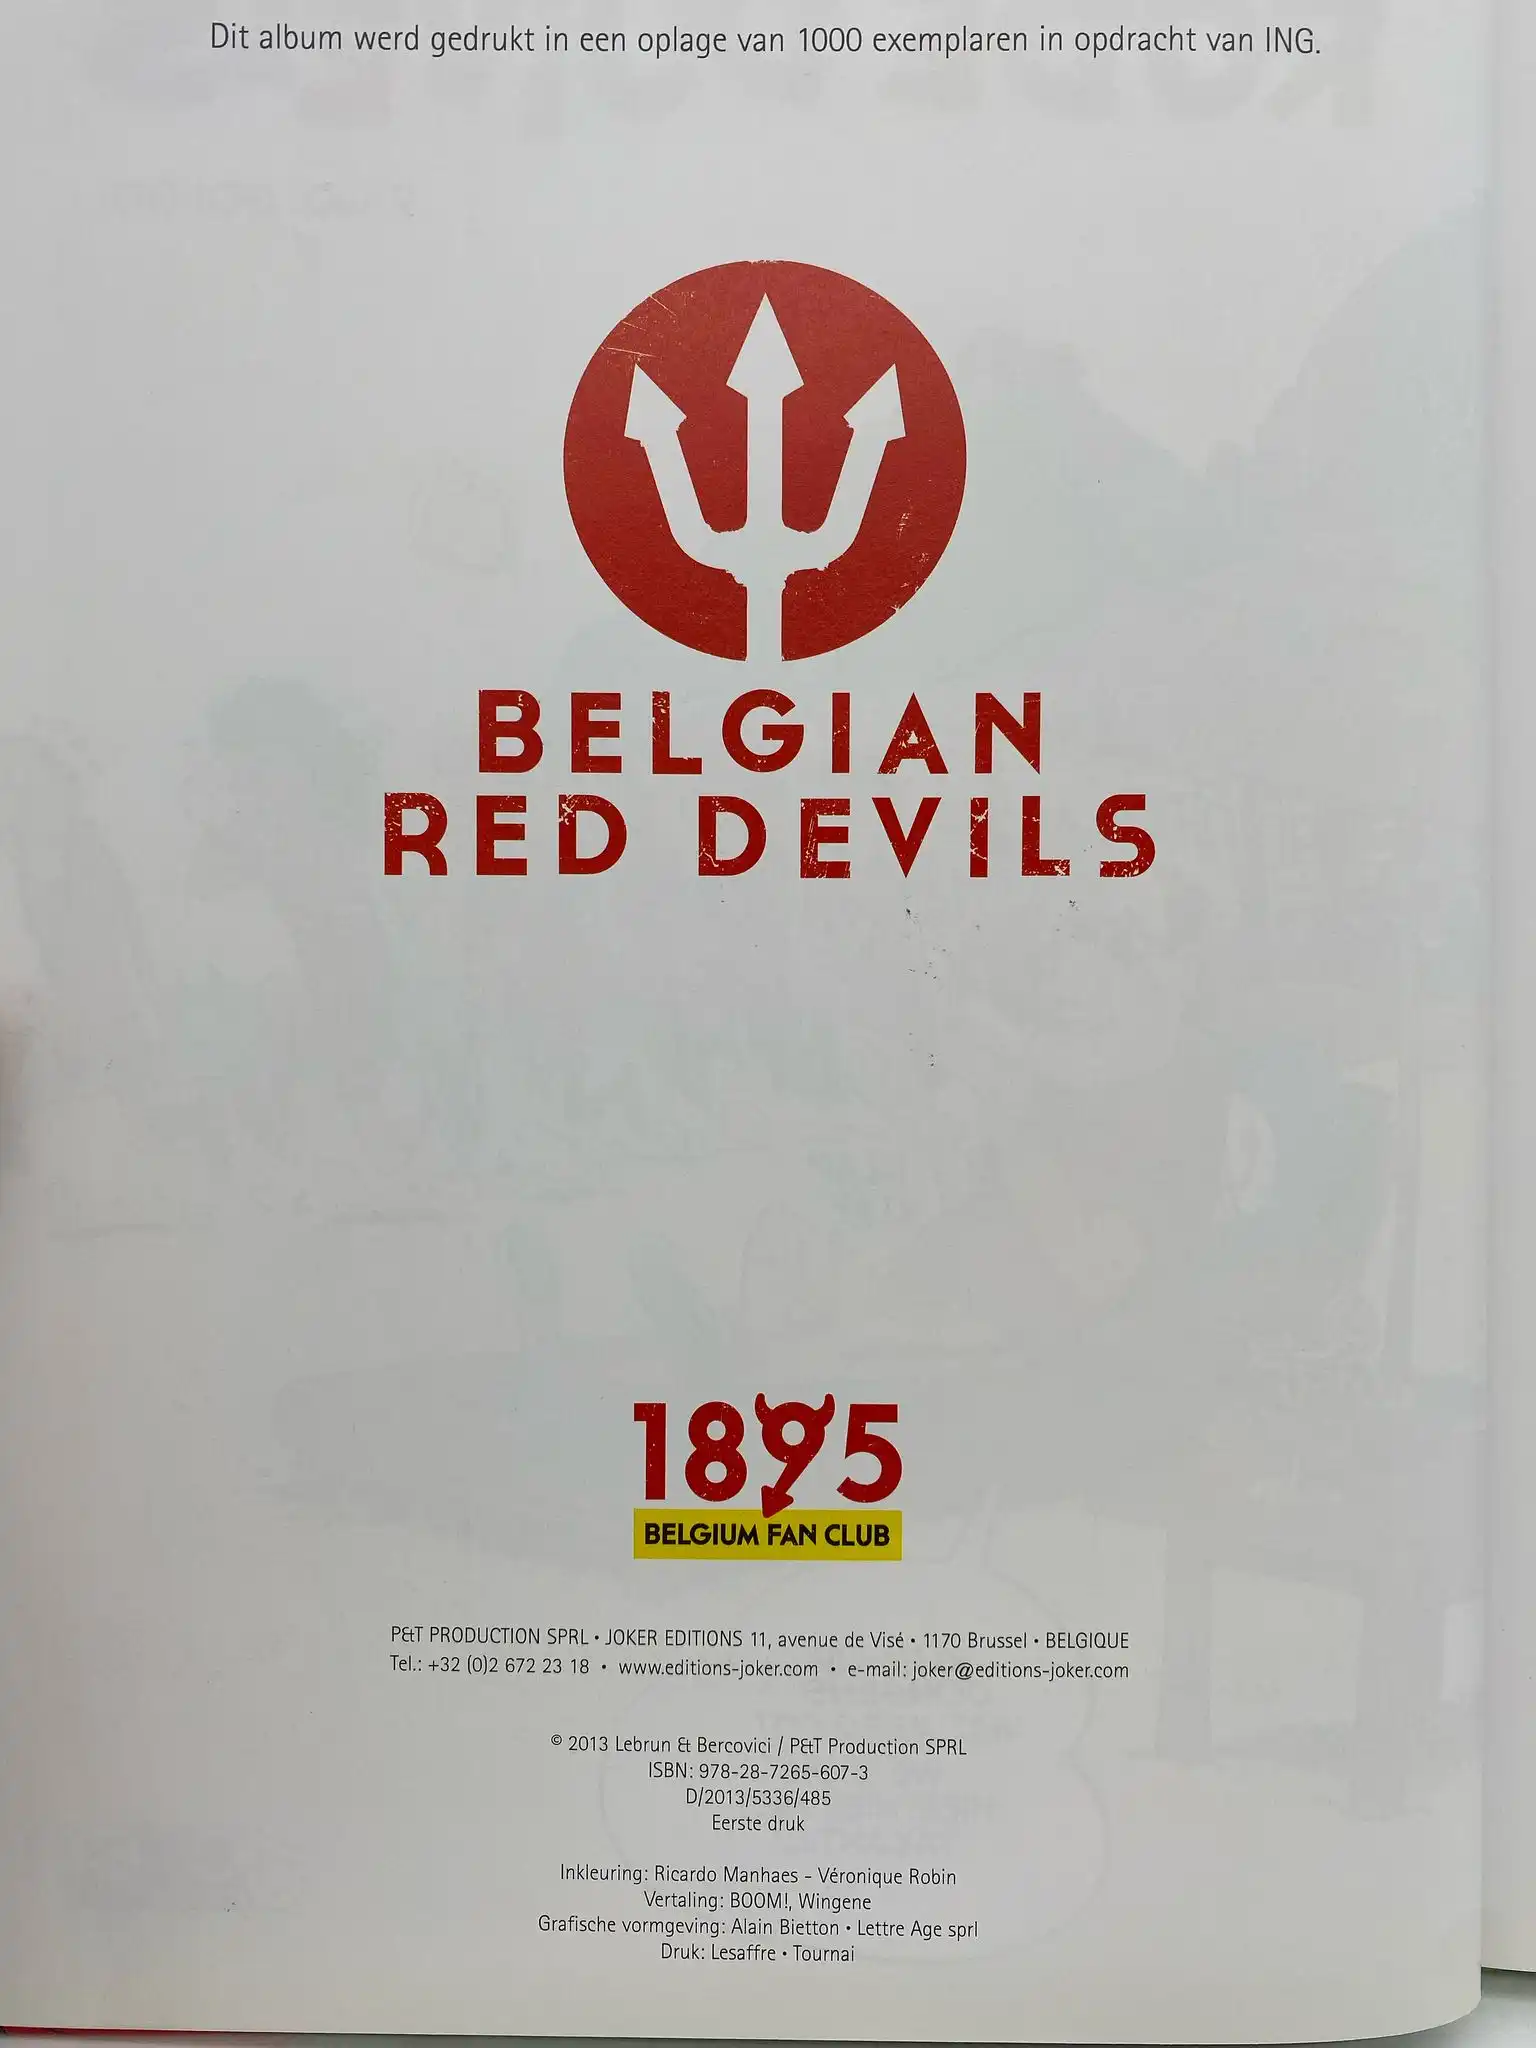 Dit album werd gedrukt in een oplage van 1000 exemplaren in opdracht van ING.
BELGIAN
RED DEVILS
1895
BELGIUM FAN CLUB
P&T PRODUCTION SPRL • JOKER EDITIONS 11, avenue de Visé • 1170 Brussel • BELGIQUE
Tel.: +32 (0)2 672 23 18 • www.editions-joker.com • e-mail: joker@editions-joker.com
© 2013 Lebrun & Bercovici / P&T Production SPRL
ISBN: 978-28-7265-607-3
D/2013/5336/485
Eerste druk
Inkleuring: Ricardo Manhaes - Véronique Robin
Vertaling: BOOM!, Wingene
Grafische vormgeving: Alain Bietton • Lettre Age sprl
Druk: Lesaffre • Tournai